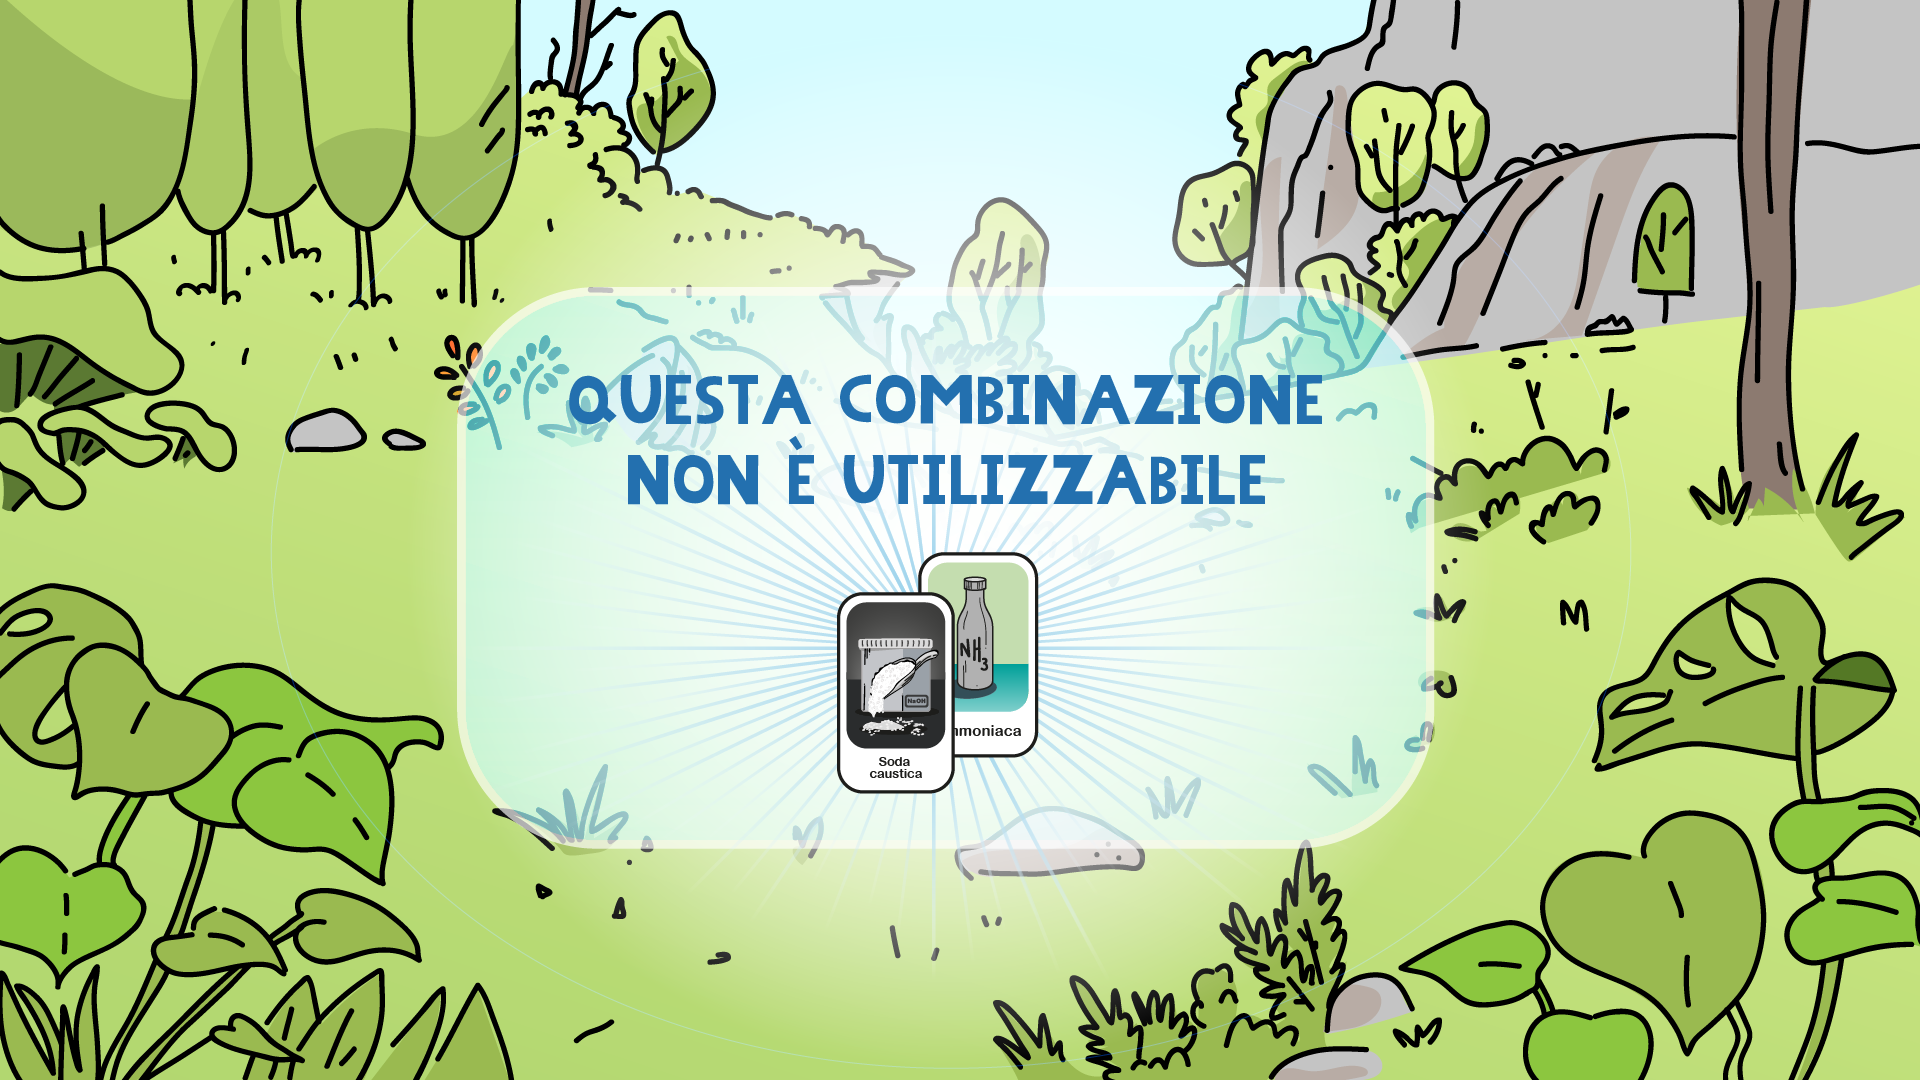 QUESTA COMBINAZIONE
NON È UTILIZZABILE
NH3
NaOH
mmoniaca
Soda
caustica